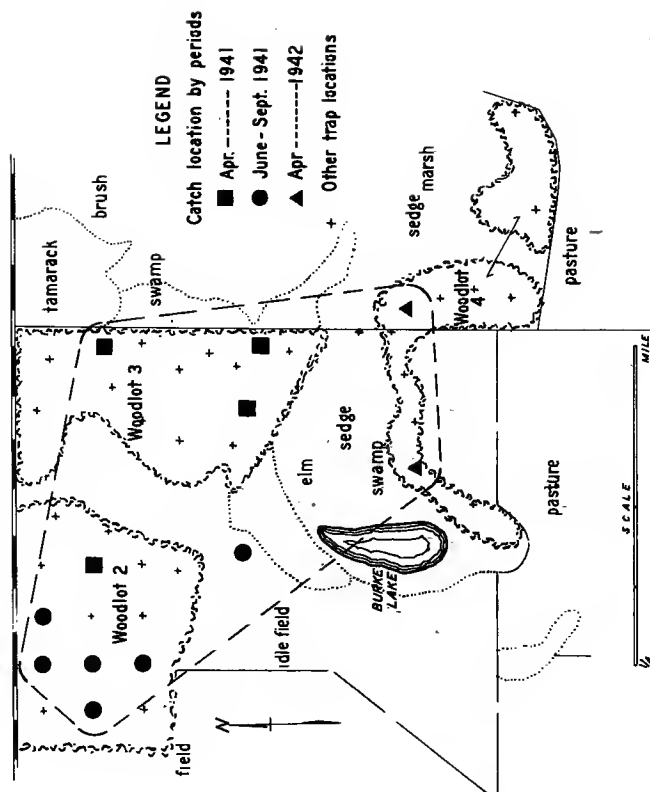 tamarack
brush
LEGEND
Catch location by periods
Apr.------1941
June - Sept. 1941
Apr-------1942
Other trap locations
swamp
Woodlot 3
Woodlot 2
field
N
idle field
elm
sedge
swamp
sedge
marsh
Woodlot
4
BURKE
LAKE
pasture
pasture
SCALE
MILE